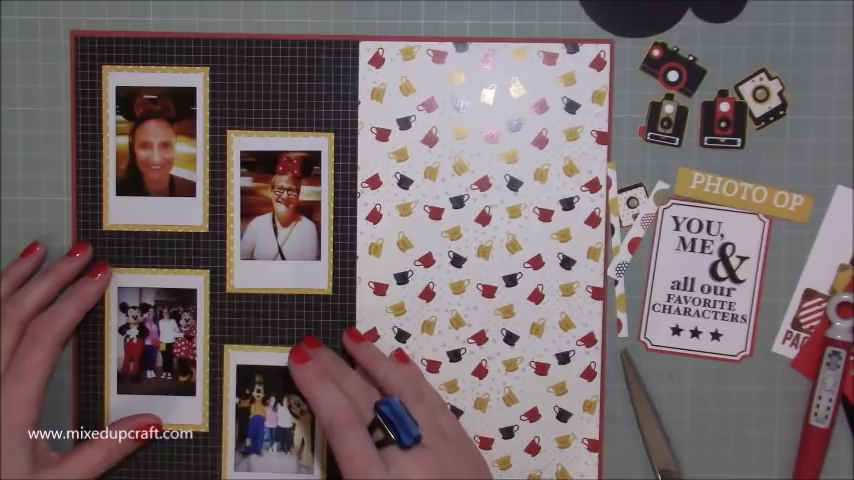 PHOTO OP
YOU,
ME &
all our
FAVORITE
CHARACTERS
www.mixedupcraft.com